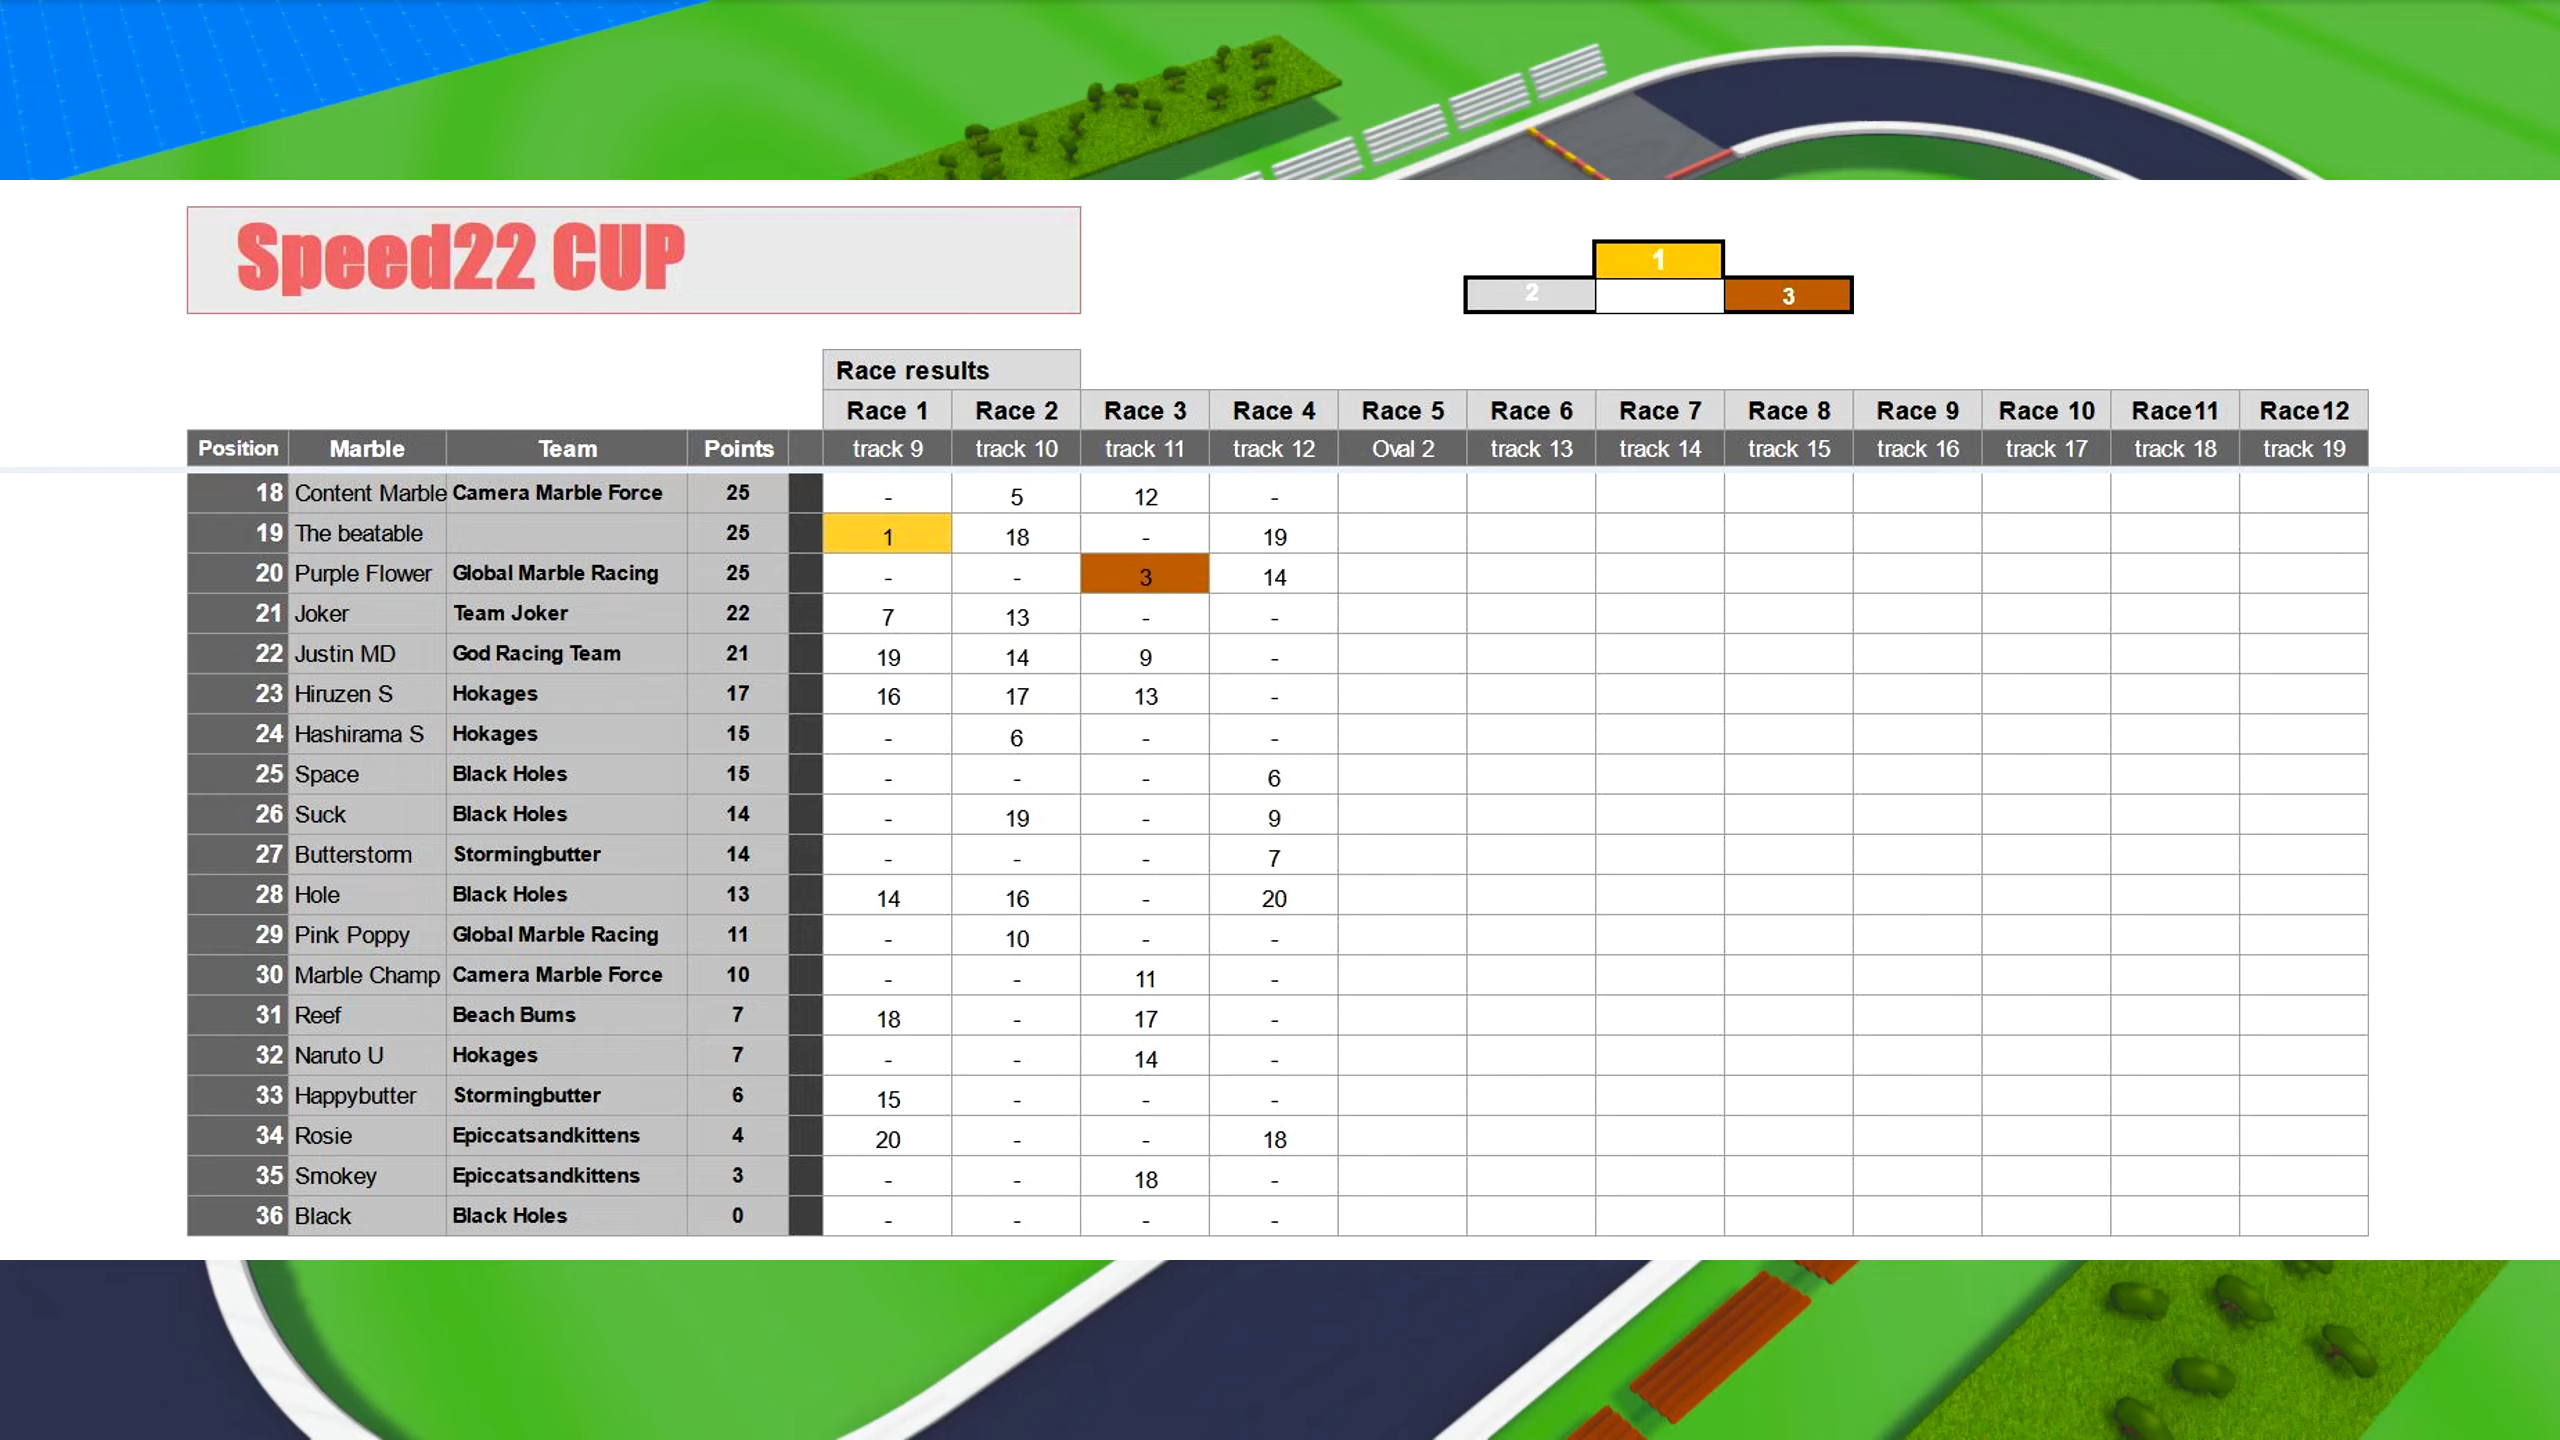 Speed22 CUP
1
2 3
Race results
Race 1 Race 2 Race 3 Race 4 Race 5 Race 6 Race 7 Race 8 Race 9 Race 10 Race11 Race12
Position Marble Team Points track 9 track 10 track 11 track 12 Oval 2 track 13 track 14 track 15 track 16 track 17 track 18 track 19
18 Content Marble Camera Marble Force 25 - 5 12 -
19 The beatable 25 1 18 - 19
20 Purple Flower Global Marble Racing 25 - - 3 14
21 Joker Team Joker 22 7 13 - -
22 Justin MD God Racing Team 21 19 14 9 -
23 Hiruzen S Hokages 17 16 17 13 -
24 Hashirama S Hokages 15 - 6 - -
25 Space Black Holes 15 - - - 6
26 Suck Black Holes 14 - 19 - 9
27 Butterstorm Stormingbutter 14 - - - 7
28 Hole Black Holes 13 14 16 - 20
29 Pink Poppy Global Marble Racing 11 - 10 - -
30 Marble Champ Camera Marble Force 10 - - 11 -
31 Reef Beach Bums 7 18 - 17 -
32 Naruto U Hokages 7 - - 14 -
33 Happybutter Stormingbutter 6 15 - - -
34 Rosie Epiccatsandkittens 4 20 - - 18
35 Smokey Epiccatsandkittens 3 - - 18 -
36 Black Black Holes 0 - - - -